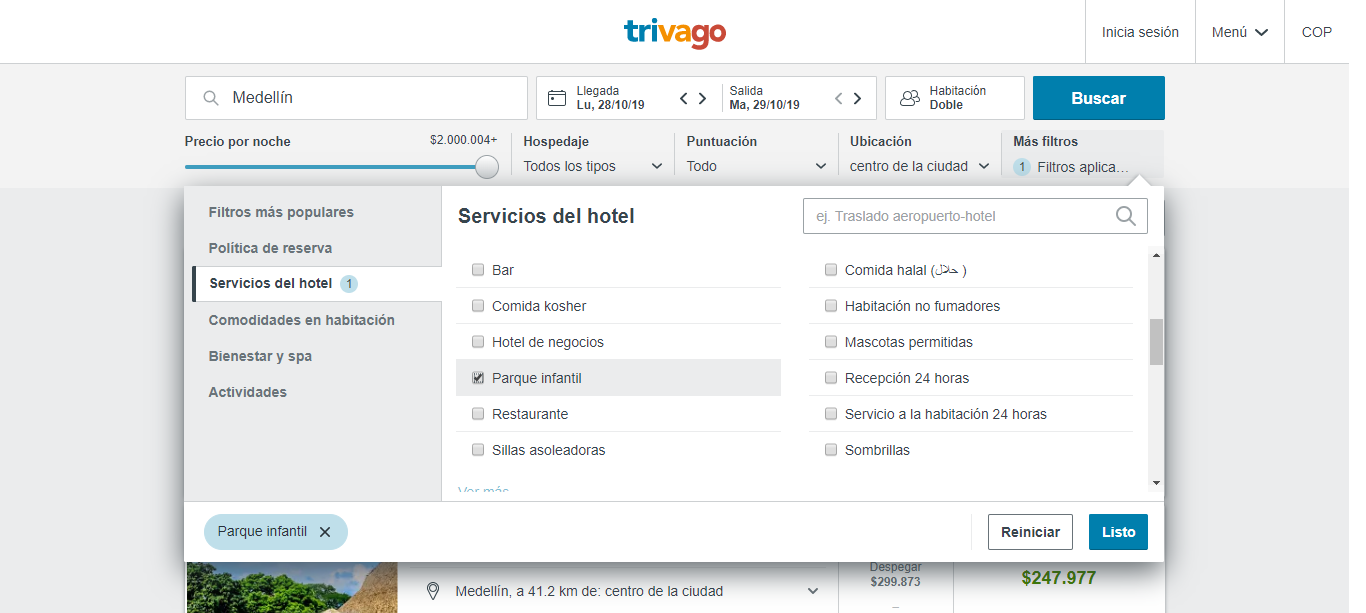 trivago
Inicia sesión
Menú
COP
Medellín
Llegada
Lu, 28/10/19
Salida
Ma, 29/10/19
Habitación
Doble
Buscar
Precio por noche
$2.000.004+
Hospedaje
Todos los tipos
Puntuación
Todo
Ubicación
centro de la ciudad
Más filtros
1 Filtros aplica...
Filtros más populares
Política de reserva
Servicios del hotel 1
Comodidades en habitación
Bienestar y spa
Actividades
Servicios del hotel
ej. Traslado aeropuerto-hotel
Bar
Comida kosher
Hotel de negocios
Parque infantil
Restaurante
Sillas asoleadoras
Ver más
Comida halal (حلال )
Habitación no fumadores
Mascotas permitidas
Recepción 24 horas
Servicio a la habitación 24 horas
Sombrillas
Parque infantil
Reiniciar
Listo
Medellín, a 41.2 km de: centro de la ciudad
Despegar
$299.873
$247.977